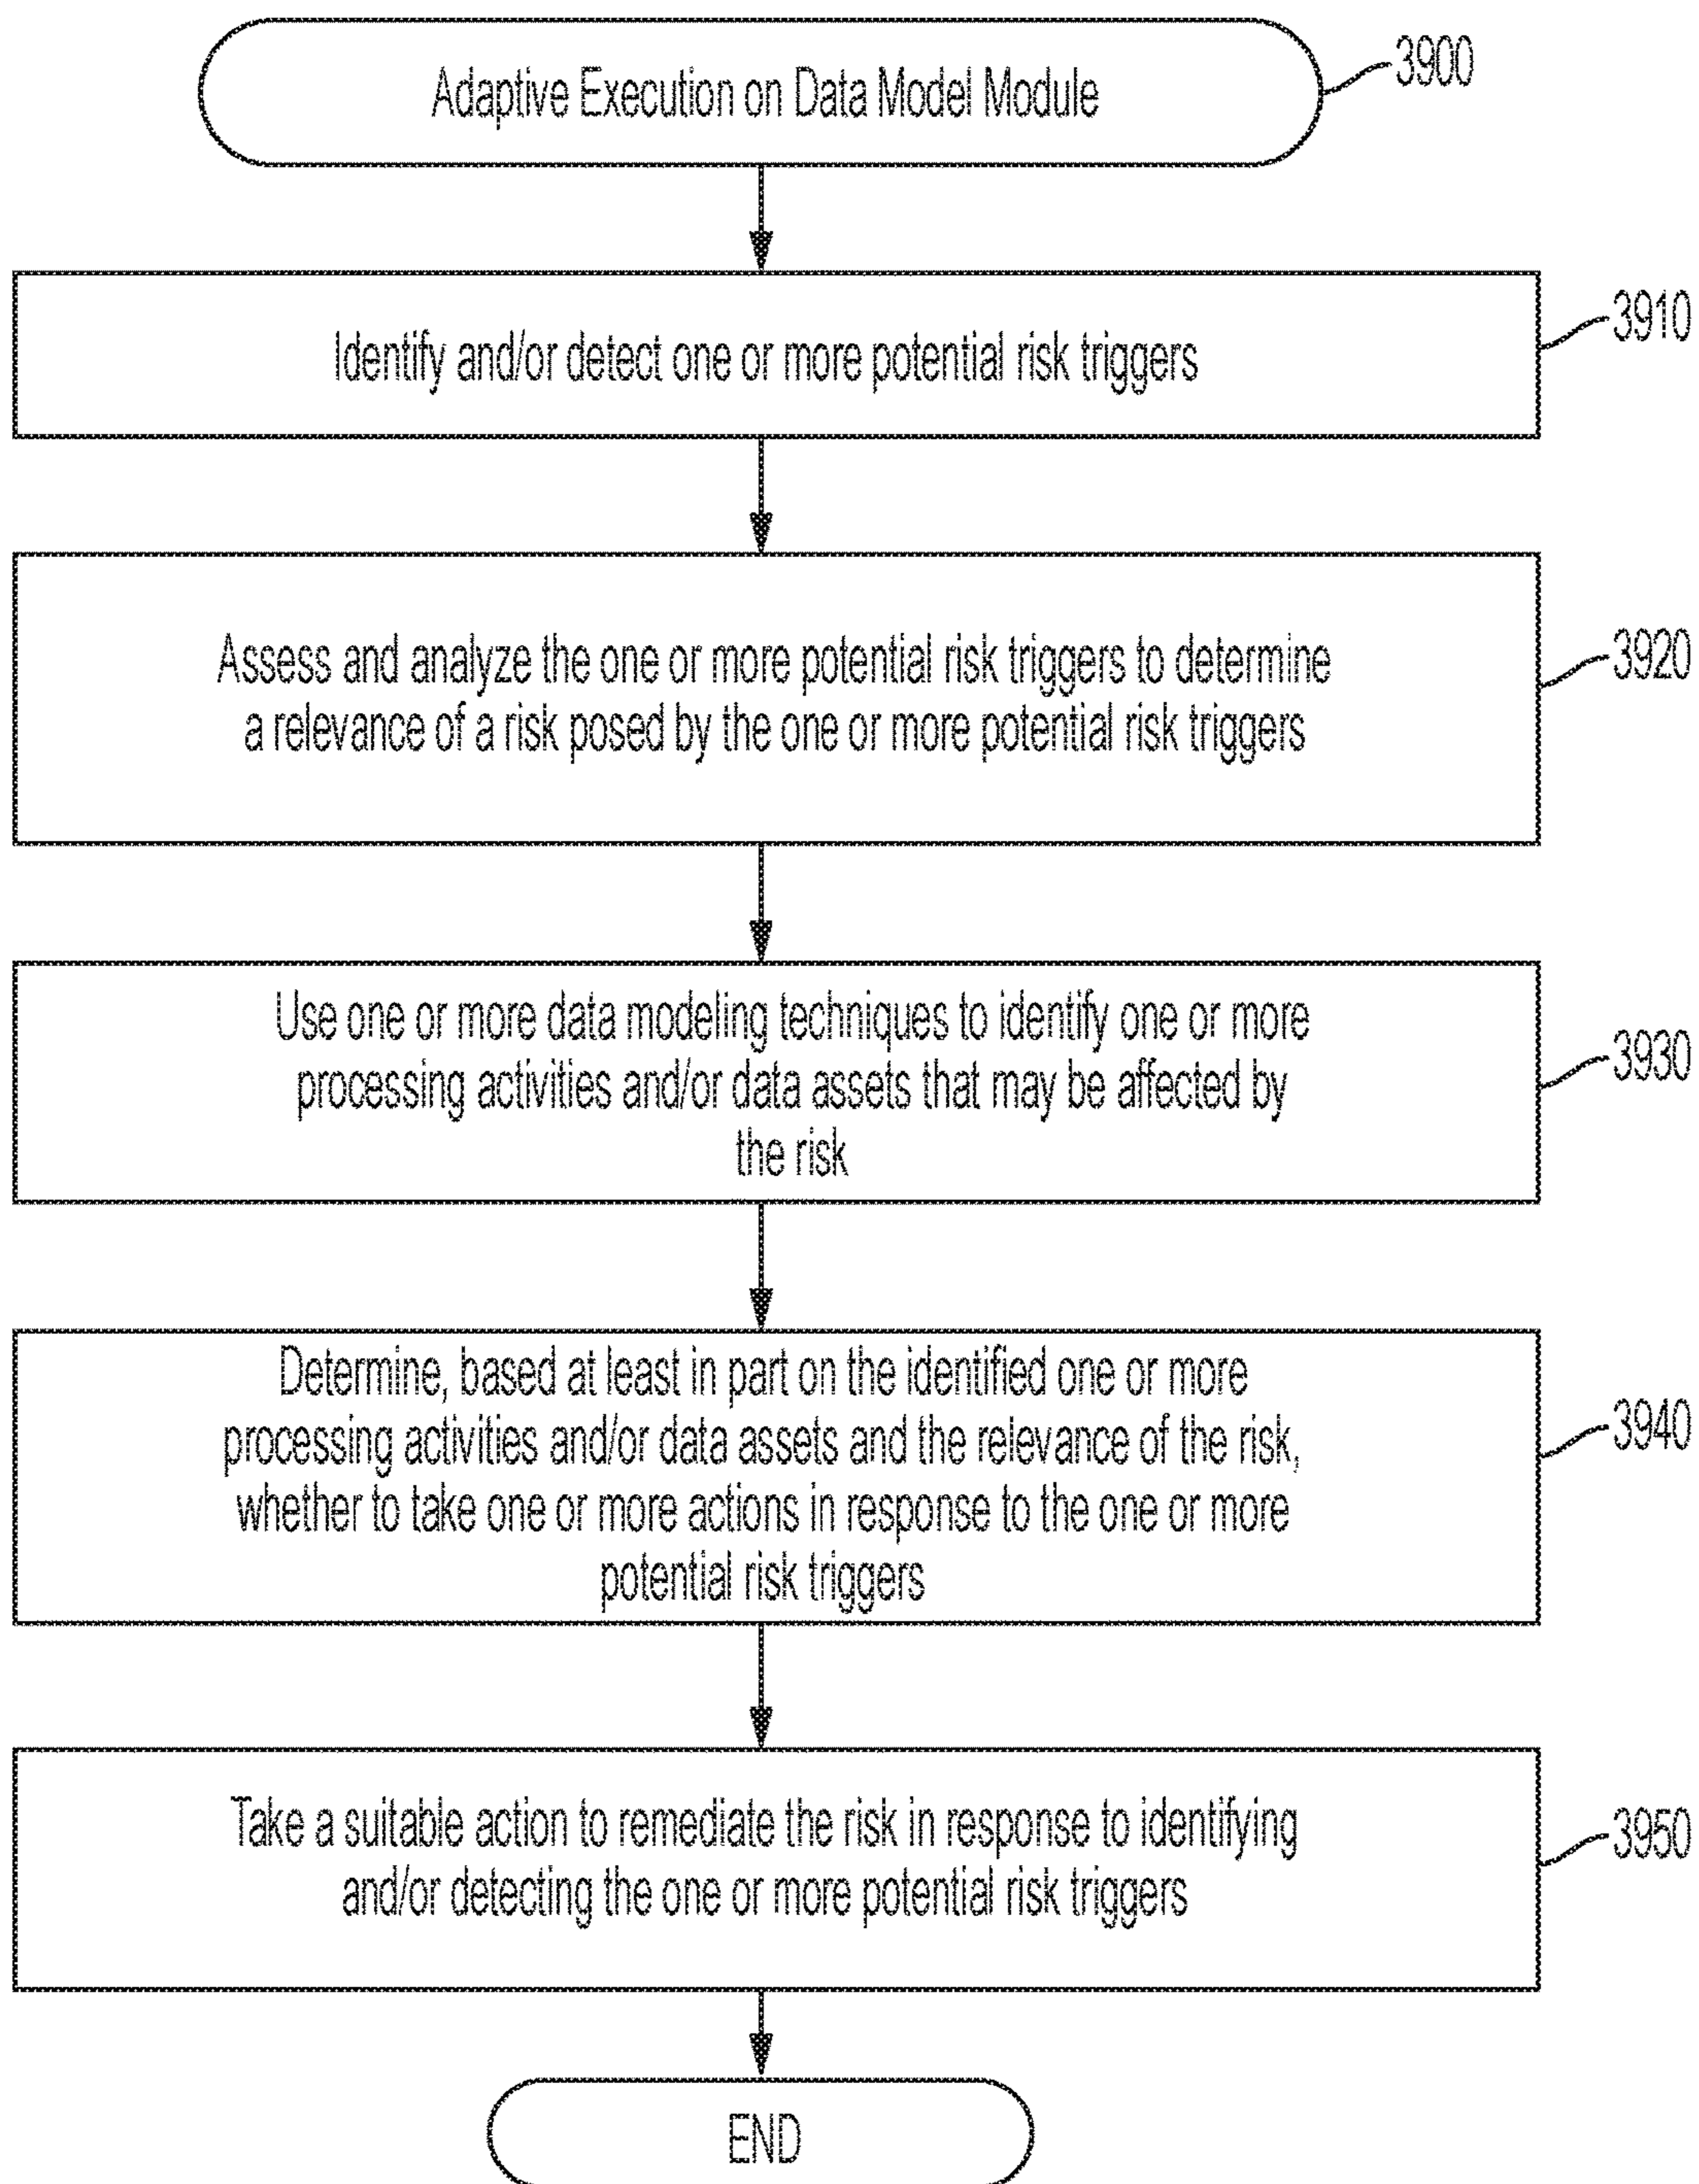 Adaptive Execution on Data Model Module
3900
Identify and/or detect one or more potential risk triggers
3910
Assess and analyze the one or more potential risk triggers to determine
a relevance of a risk posed by the one or more potential risk triggers
3920
Use one or more data modeling techniques to identify one or more
processing activities and/or data assets that may be affected by
the risk
3930
Determine, based at least in part on the identified one or more
processing activities and/or data assets and the relevance of the risk,
whether to take one or more actions in response to the one or more
potential risk triggers
3940
Take a suitable action to remediate the risk in response to identifying
and/or detecting the one or more potential risk triggers
3950
END